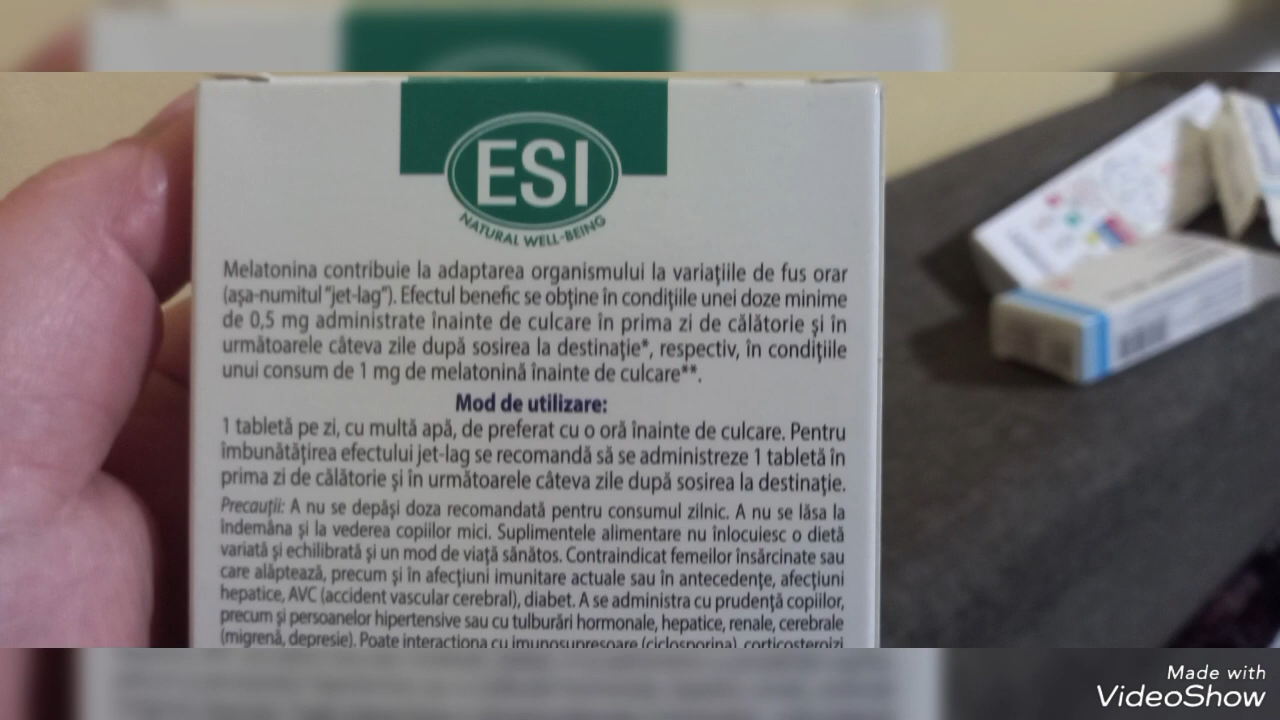 ESI
NATURAL WELL-BEING
Melatonina contribuie la adaptarea organismului la variațiile de fus orar
(așa-numitul "jet-lag"). Efectul benefic se obține în condițiile unei doze minime
de 0,5 mg administrate înainte de culcare în prima zi de călătorie și în
următoarele câteva zile după sosirea la destinație*, respectiv, în condițiile
unui consum de 1 mg de melatonină înainte de culcare**.
Mod de utilizare:
1 tabletă pe zi, cu multă apă, de preferat cu o oră înainte de culcare. Pentru
îmbunătățirea efectului jet-lag se recomandă să se administreze 1 tabletă în
prima zi de călătorie și în următoarele câteva zile după sosirea la destinație.
Precauții: A nu se depăși doza recomandată pentru consumul zilnic. A nu se lăsa la
îndemâna și la vederea copiilor mici. Suplimentele alimentare nu înlocuiesc o dietă
variată și echilibrată și un mod de viață sănătos. Contraindicat femeilor însărcinate sau
care alăptează, precum și în afecțiuni imunitare actuale sau în antecedențe, afecțiuni
hepatice, AVC (accident vascular cerebral), diabet. A se administra cu prudență copiilor,
precum și persoanelor hipertensive sau cu tulburări hormonale, hepatice, renale, cerebrale
(migrenă, depresie). Poate interacționa cu imunosupresoare (ciclosporina), corticosteroizi
Made with
VideoShow